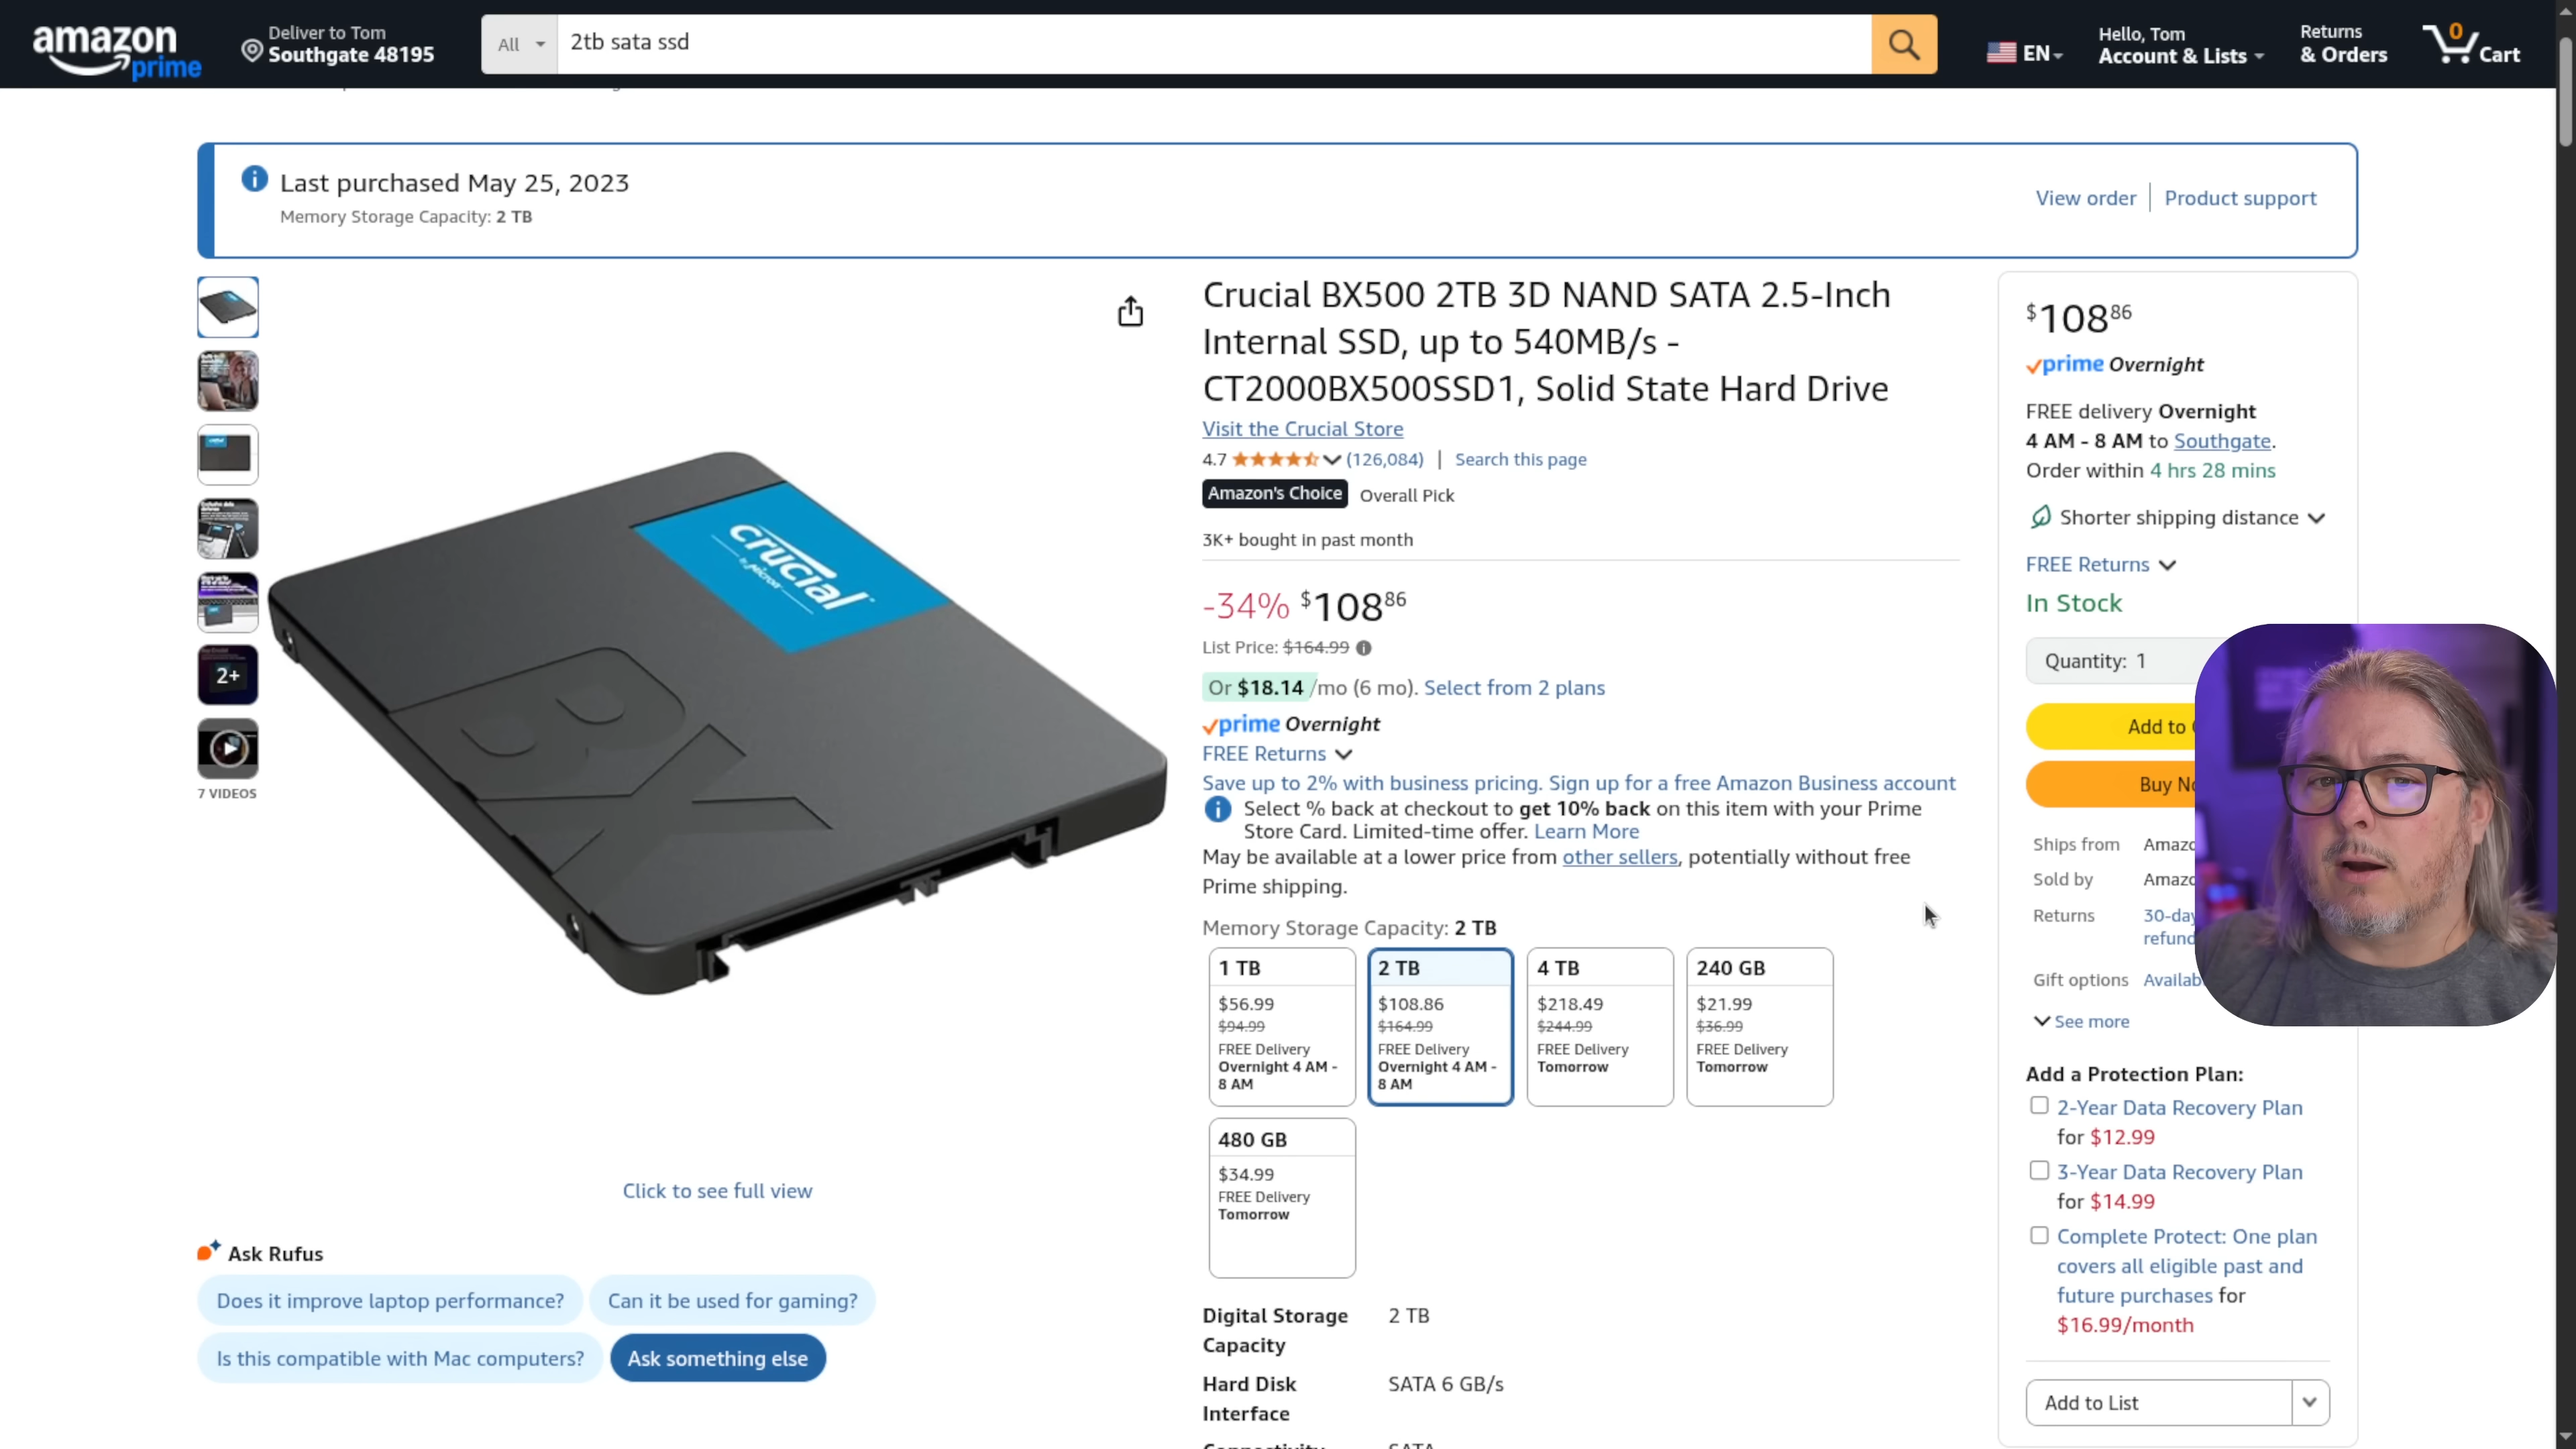 amazon
prime
Deliver to Tom
Southgate 48195
All
2tb sata ssd
EN
Hello, Tom
Account & Lists
Returns
& Orders
0
Cart
Last purchased May 25, 2023
Memory Storage Capacity: 2 TB
View order
Product support
2+
7 VIDEOS
crucial
by Micron
BX
Click to see full view
Ask Rufus
Does it improve laptop performance?
Can it be used for gaming?
Is this compatible with Mac computers?
Ask something else
Crucial BX500 2TB 3D NAND SATA 2.5-Inch
Internal SSD, up to 540MB/s -
CT2000BX500SSD1, Solid State Hard Drive
Visit the Crucial Store
4.7 (126,084) | Search this page
Amazon's Choice Overall Pick
3K+ bought in past month
-34% $108 86
List Price: $164.99
Or $18.14 /mo (6 mo). Select from 2 plans
prime Overnight
FREE Returns
Save up to 2% with business pricing. Sign up for a free Amazon Business account
Select % back at checkout to get 10% back on this item with your Prime
Store Card. Limited-time offer. Learn More
May be available at a lower price from other sellers, potentially without free
Prime shipping.
Memory Storage Capacity: 2 TB
1 TB
$56.99
$94.99
FREE Delivery
Overnight 4 AM -
8 AM
2 TB
$108.86
$164.99
FREE Delivery
Overnight 4 AM -
8 AM
4 TB
$218.49
$244.99
FREE Delivery
Tomorrow
240 GB
$21.99
$36.99
FREE Delivery
Tomorrow
480 GB
$34.99
FREE Delivery
Tomorrow
Digital Storage
Capacity
2 TB
Hard Disk
Interface
SATA 6 GB/s
$108 86
prime Overnight
FREE delivery Overnight
4 AM - 8 AM to Southgate.
Order within 4 hrs 28 mins
Shorter shipping distance
FREE Returns
In Stock
Quantity: 1
Add to
Buy
Ships from Amazo
Sold by Amazo
Returns 30-day
refund
Gift options Availab
See more
Add a Protection Plan:
2-Year Data Recovery Plan
for $12.99
3-Year Data Recovery Plan
for $14.99
Complete Protect: One plan
covers all eligible past and
future purchases for
$16.99/month
Add to List